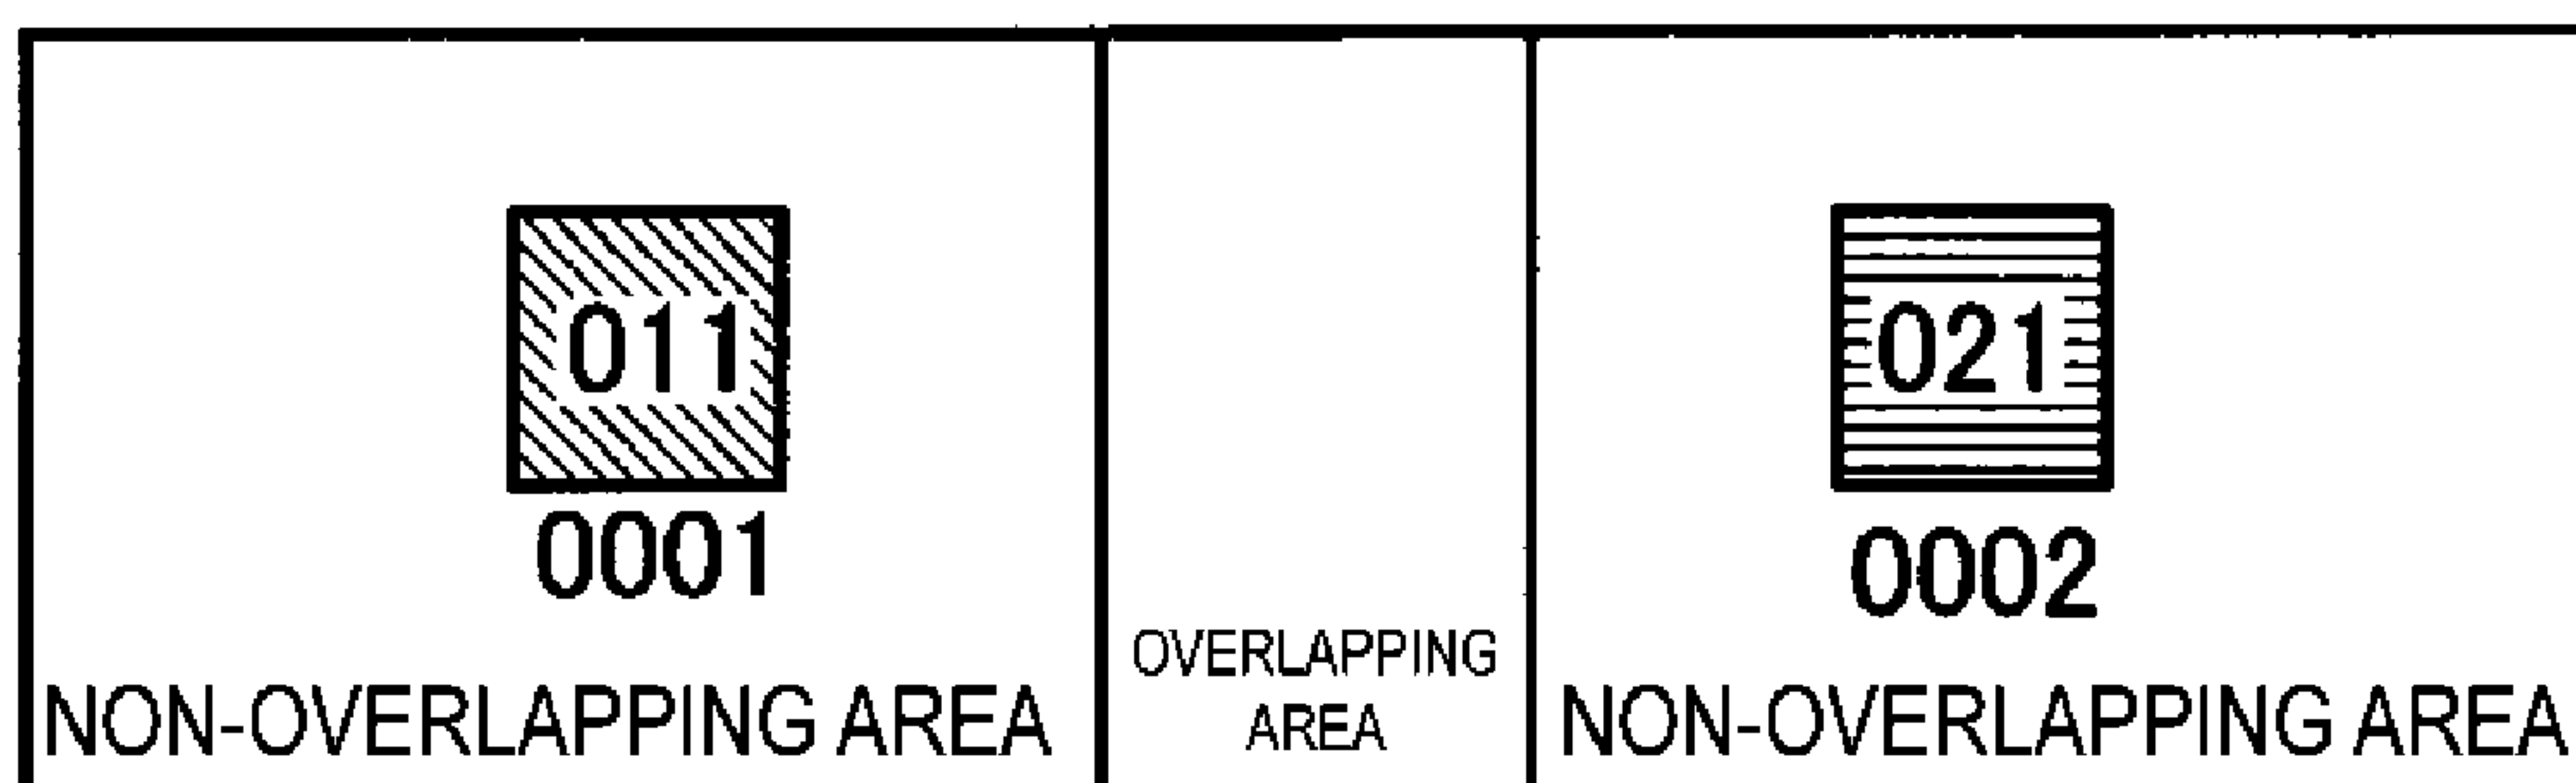 011
0001
NON-OVERLAPPING AREA
OVERLAPPING
AREA
021
0002
NON-OVERLAPPING AREA